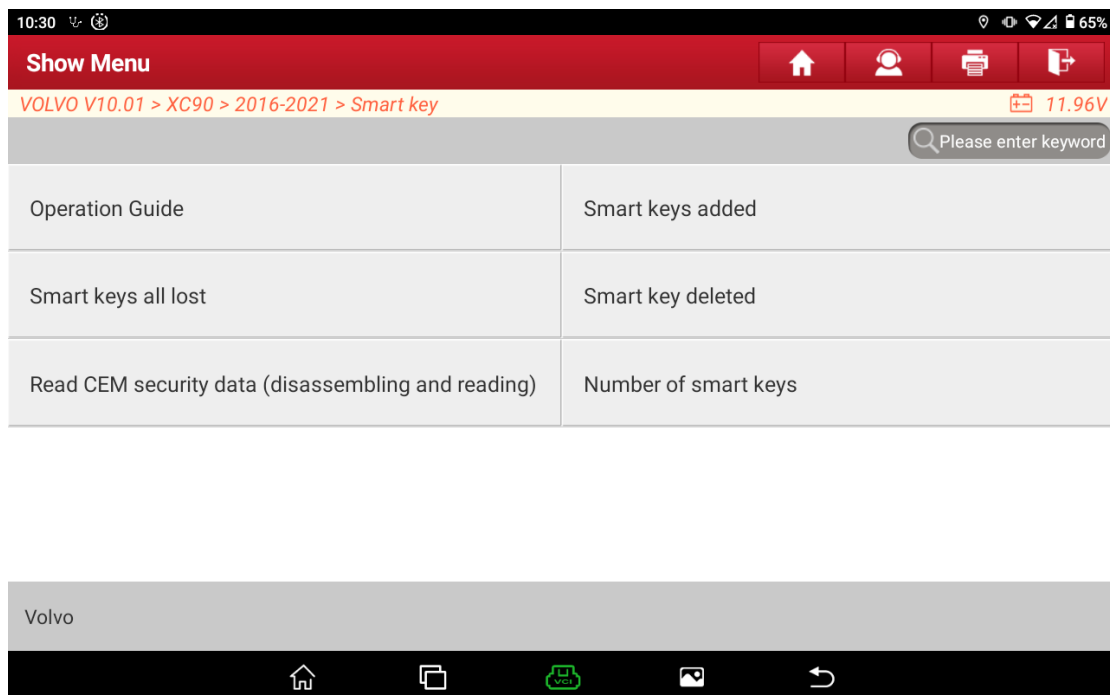 10:30 65%
Show Menu
VOLVO V10.01 > XC90 > 2016-2021 > Smart key 11.96V
Please enter keyword
Operation Guide Smart keys added
Smart keys all lost Smart key deleted
Read CEM security data (disassembling and reading) Number of smart keys
Volvo
VCI